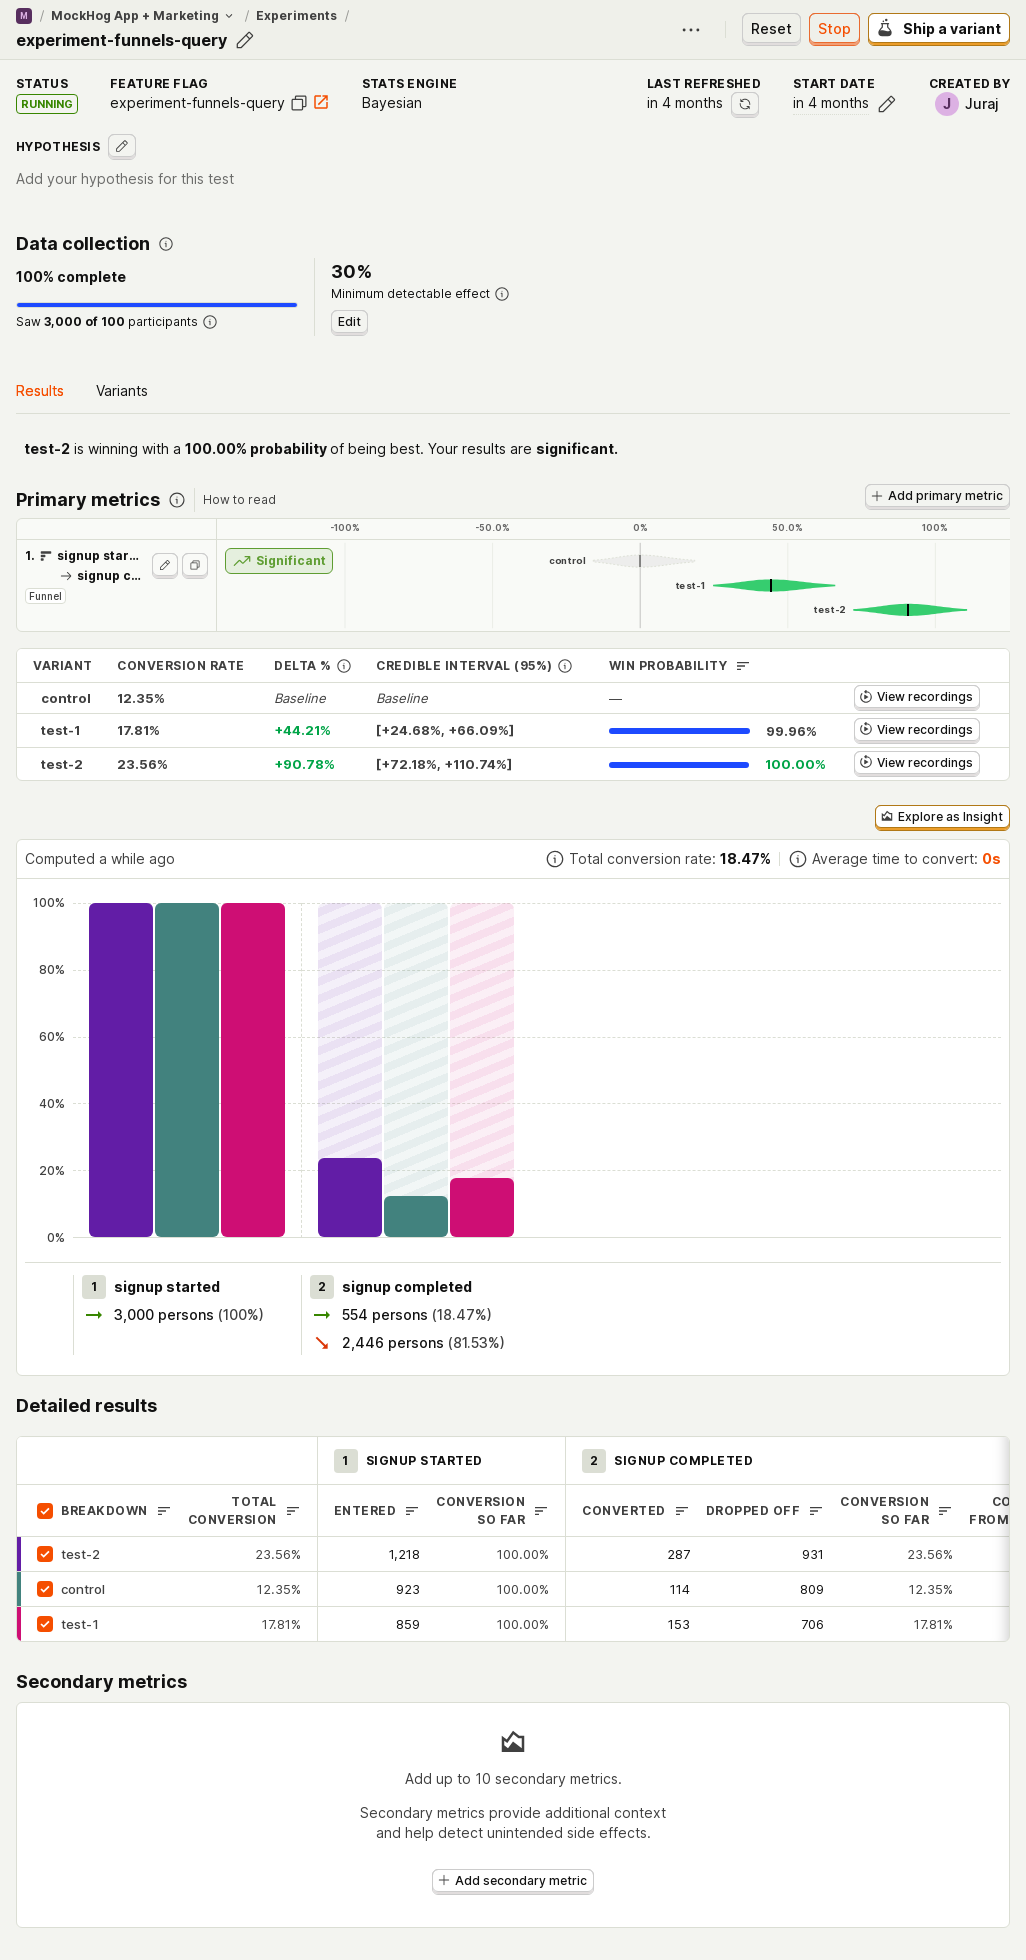 M / MockHog App + Marketing / Experiments /
experiment-funnels-query
Reset Stop Ship a variant
STATUS FEATURE FLAG STATS ENGINE LAST REFRESHED START DATE CREATED BY
RUNNING experiment-funnels-query Bayesian in 4 months in 4 months J Juraj
HYPOTHESIS
Add your hypothesis for this test
Data collection
100% complete
Saw 3,000 of 100 participants
30%
Minimum detectable effect
Edit
Results Variants
test-2 is winning with a 100.00% probability of being best. Your results are significant.
Primary metrics How to read Add primary metric
-100% -50.0% 0% 50.0% 100%
1. signup star...
signup c...
Funnel
Significant
control
test-1
test-2
VARIANT CONVERSION RATE DELTA % CREDIBLE INTERVAL (95%) WIN PROBABILITY
control 12.35% Baseline Baseline — View recordings
test-1 17.81% +44.21% [+24.68%, +66.09%] 99.96% View recordings
test-2 23.56% +90.78% [+72.18%, +110.74%] 100.00% View recordings
Explore as Insight
Computed a while ago Total conversion rate: 18.47% Average time to convert: 0s
100%
80%
60%
40%
20%
0%
1 signup started
3,000 persons (100%)
2 signup completed
554 persons (18.47%)
2,446 persons (81.53%)
Detailed results
1 SIGNUP STARTED 2 SIGNUP COMPLETED
BREAKDOWN TOTAL CONVERSION ENTERED CONVERSION SO FAR CONVERTED DROPPED OFF CONVERSION SO FAR CO FROM
test-2 23.56% 1,218 100.00% 287 931 23.56%
control 12.35% 923 100.00% 114 809 12.35%
test-1 17.81% 859 100.00% 153 706 17.81%
Secondary metrics
Add up to 10 secondary metrics.
Secondary metrics provide additional context
and help detect unintended side effects.
Add secondary metric